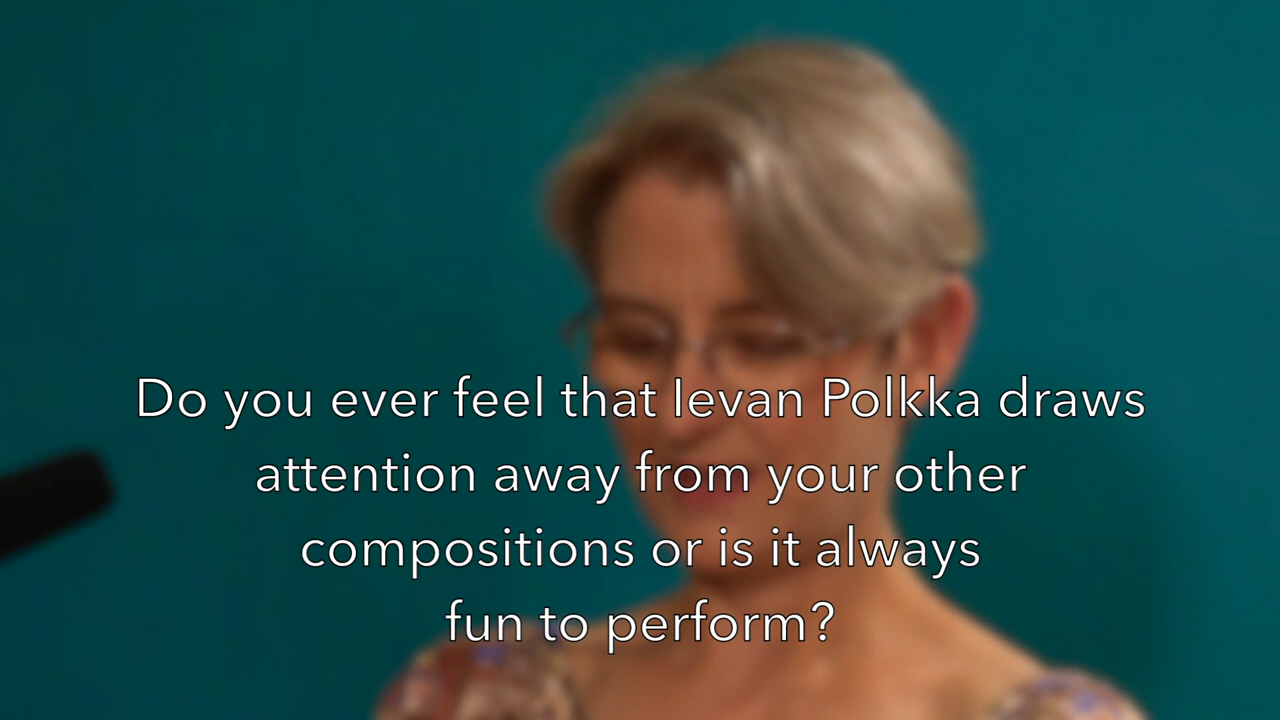 Do you ever feel that Ievan Polkka draws
attention away from your other
compositions or is it always
fun to perform?